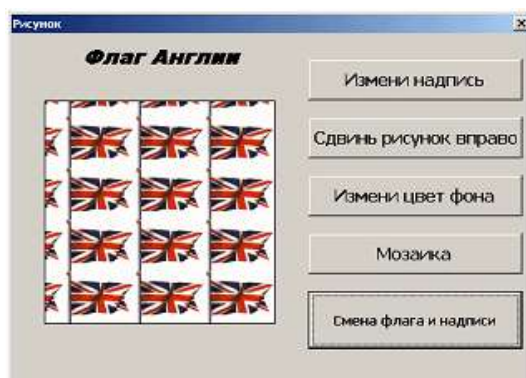 Рисунок
Флаг Англии
Измени надпись
Сдвинь рисунок вправо
Измени цвет фона
Мозаика
Смена флага и надписи